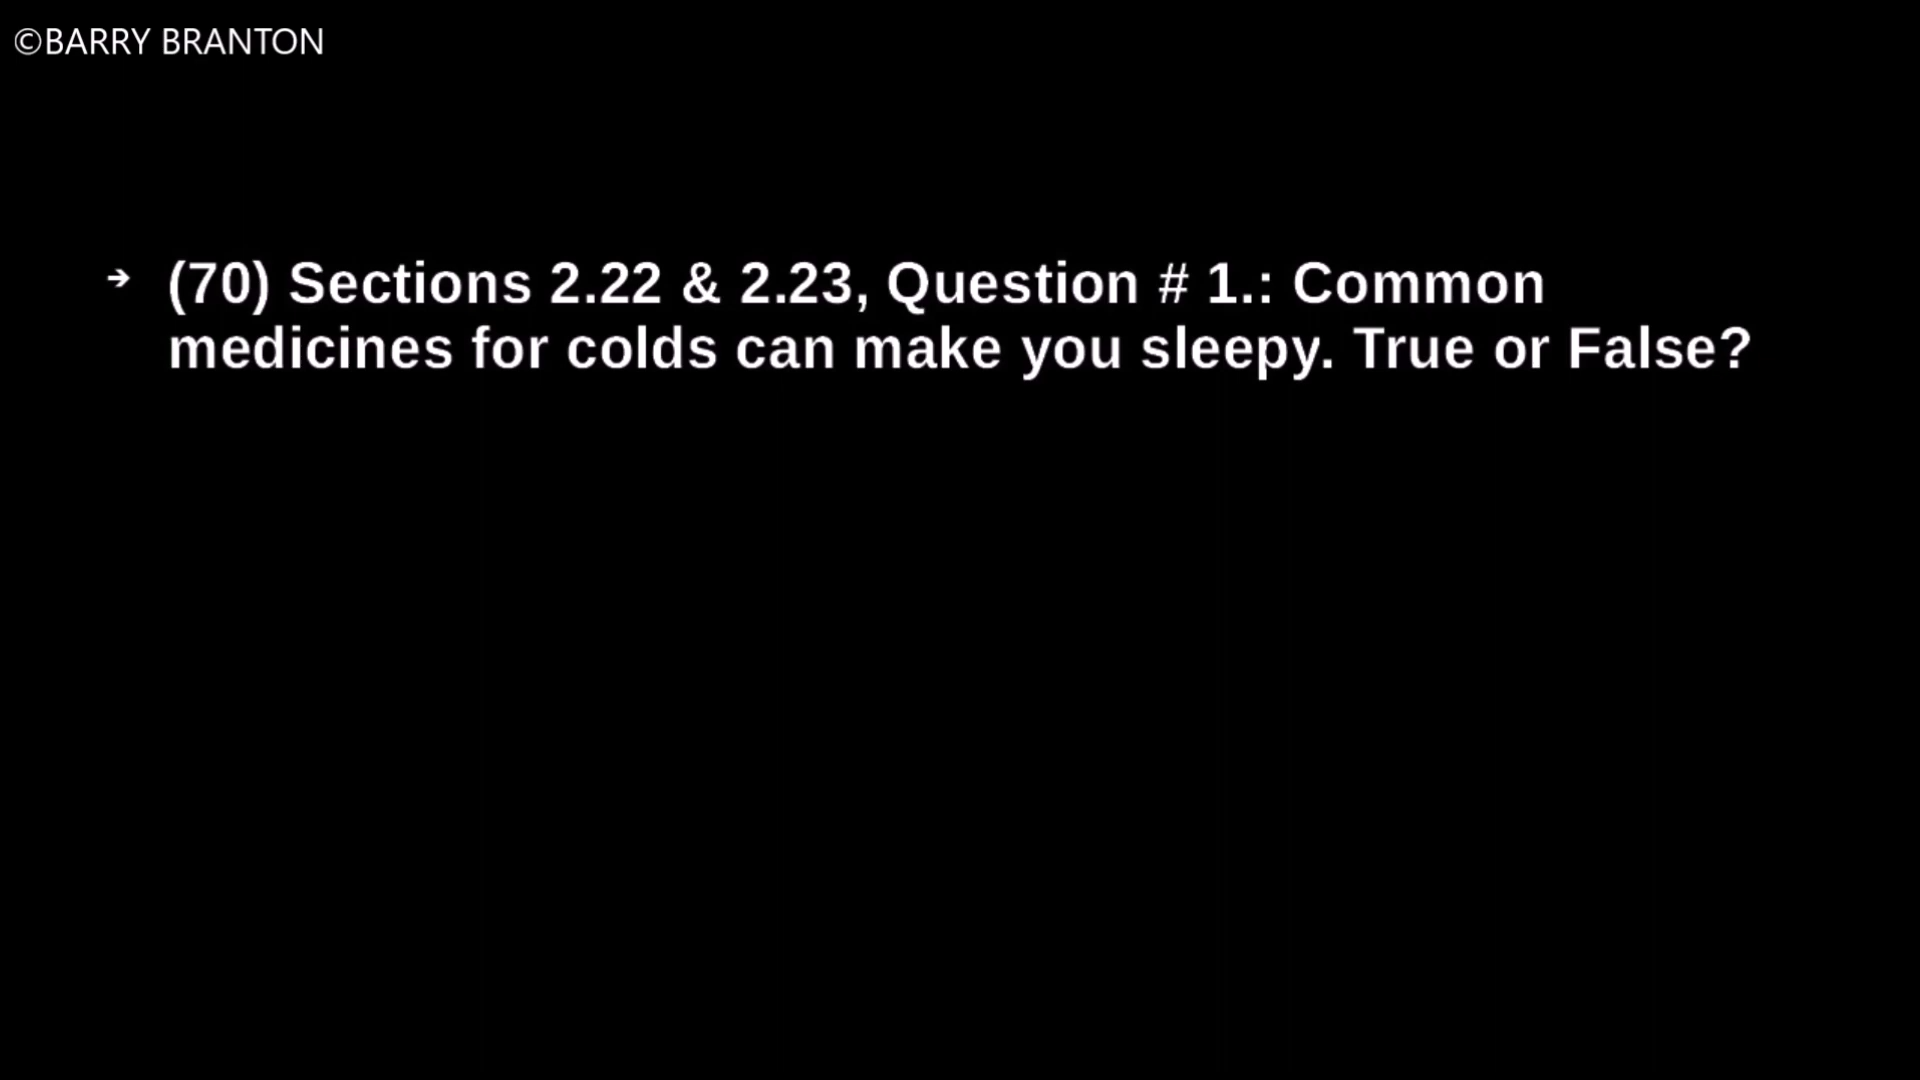 ©BARRY BRANTON
→ (70) Sections 2.22 & 2.23, Question # 1.: Common
medicines for colds can make you sleepy. True or False?